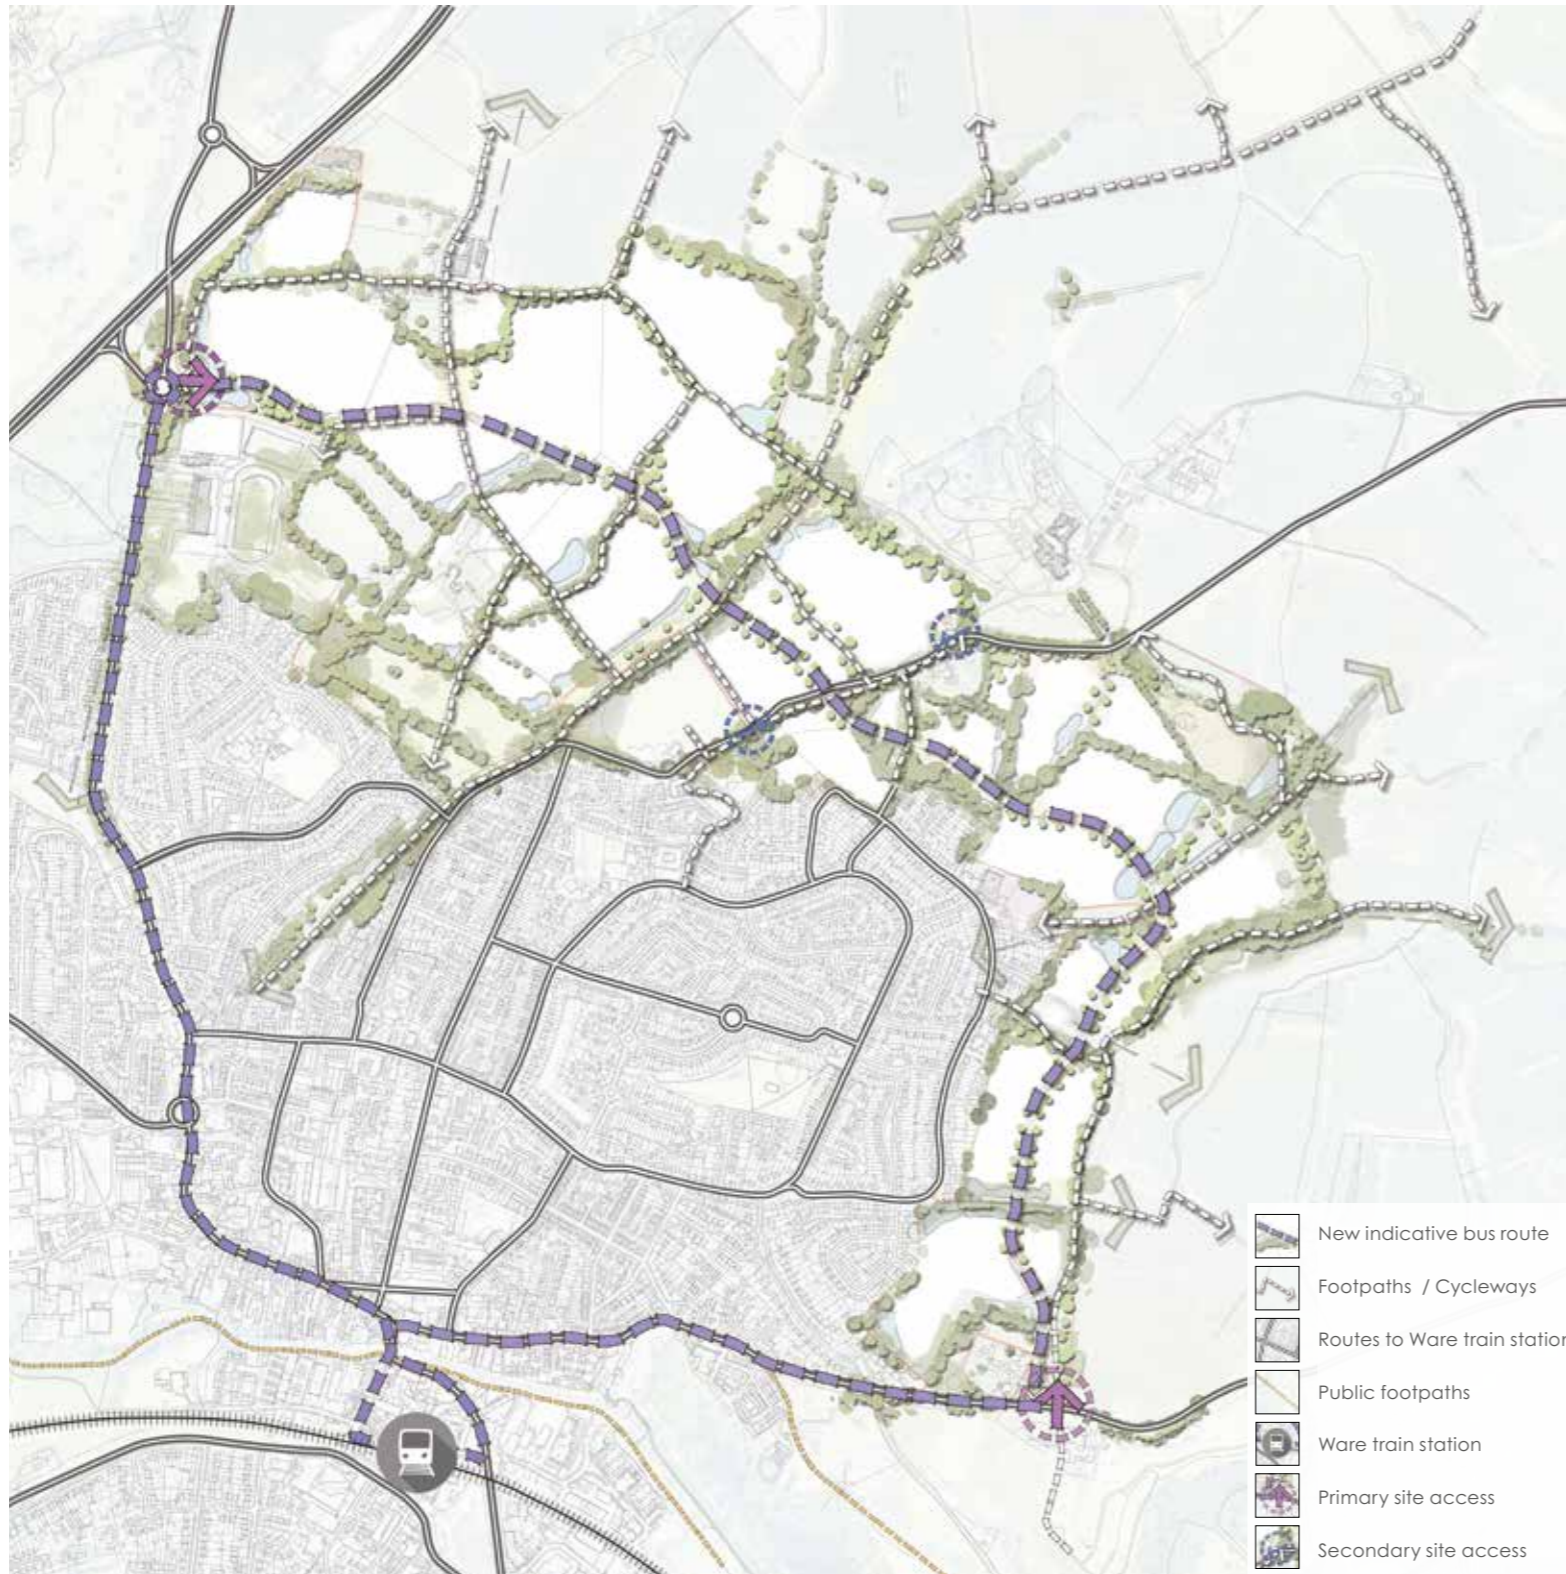 New indicative bus route
Footpaths / Cycleways
Routes to Ware train station
Public footpaths
Ware train station
Primary site access
Secondary site access